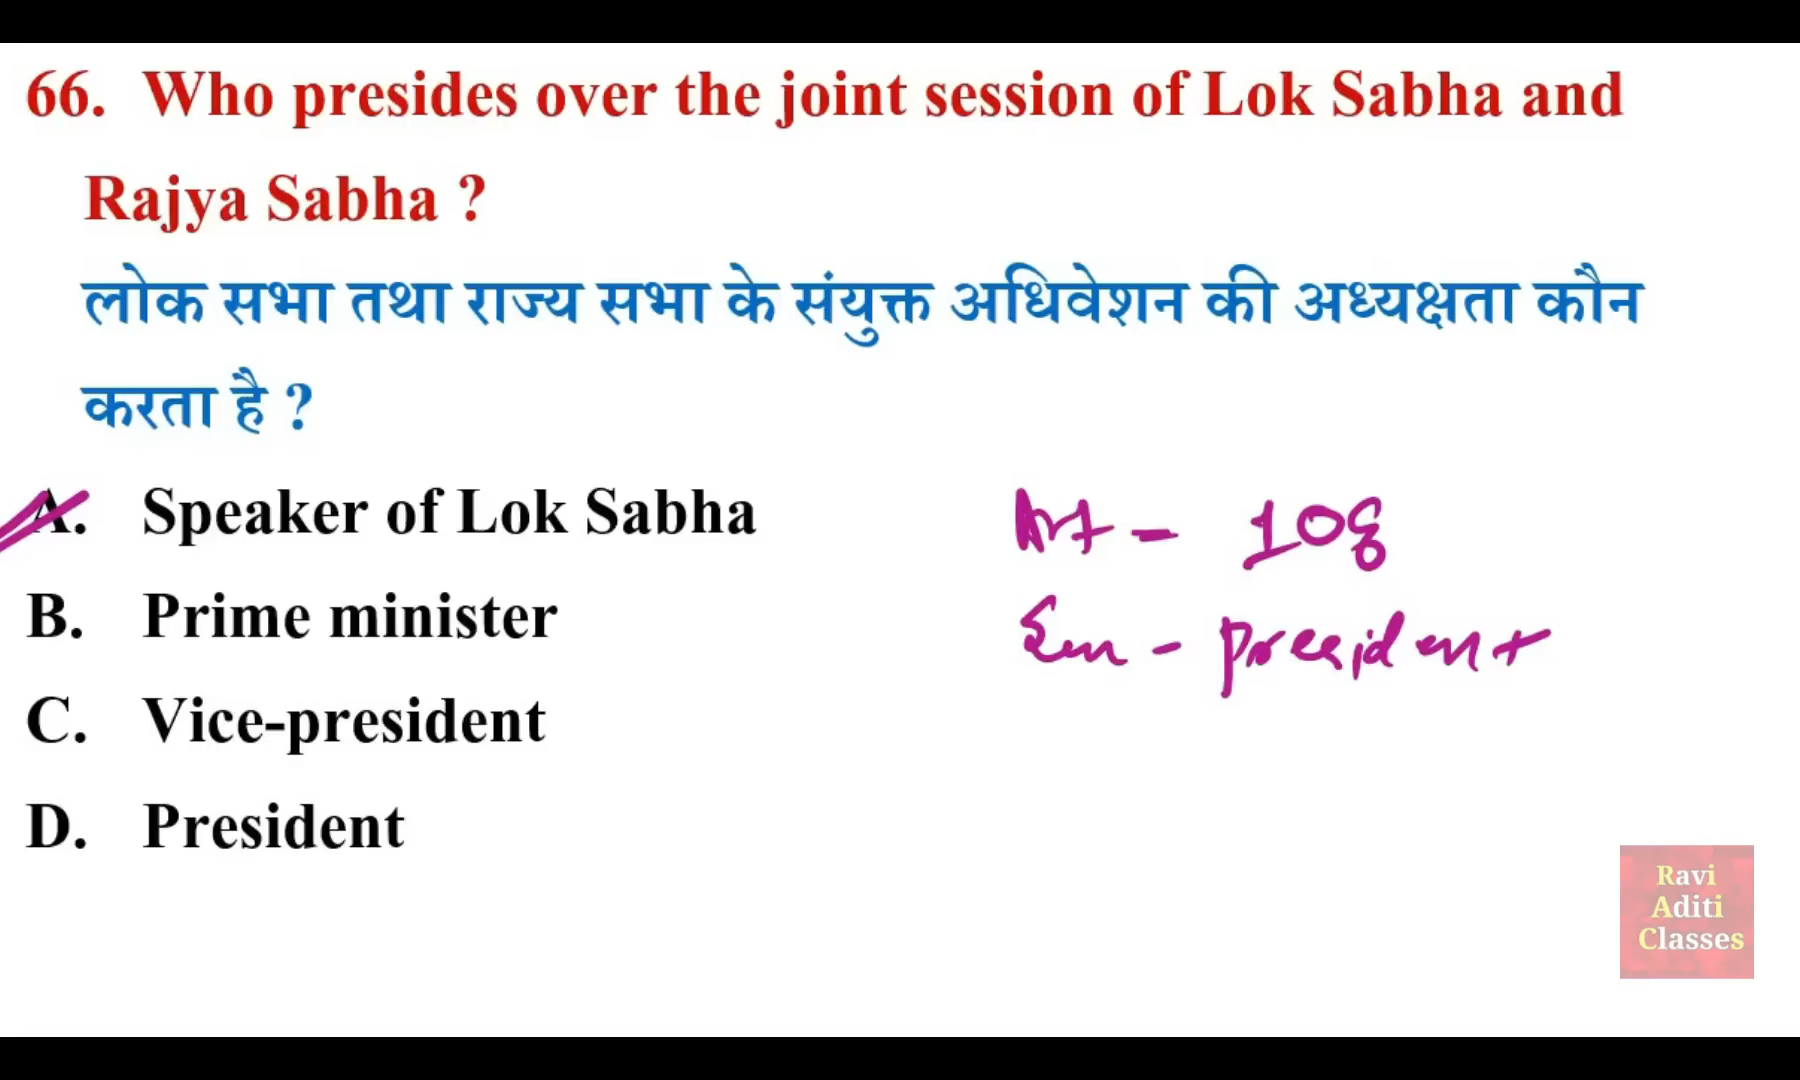 66. Who presides over the joint session of Lok Sabha and
Rajya Sabha ?
लोक सभा तथा राज्य सभा के संयुक्त अधिवेशन की अध्यक्षता कौन
करता है ?
A. Speaker of Lok Sabha
Art - 108
B. Prime minister
- president
C. Vice-president
D. President
Ravi
Aditi
Classes